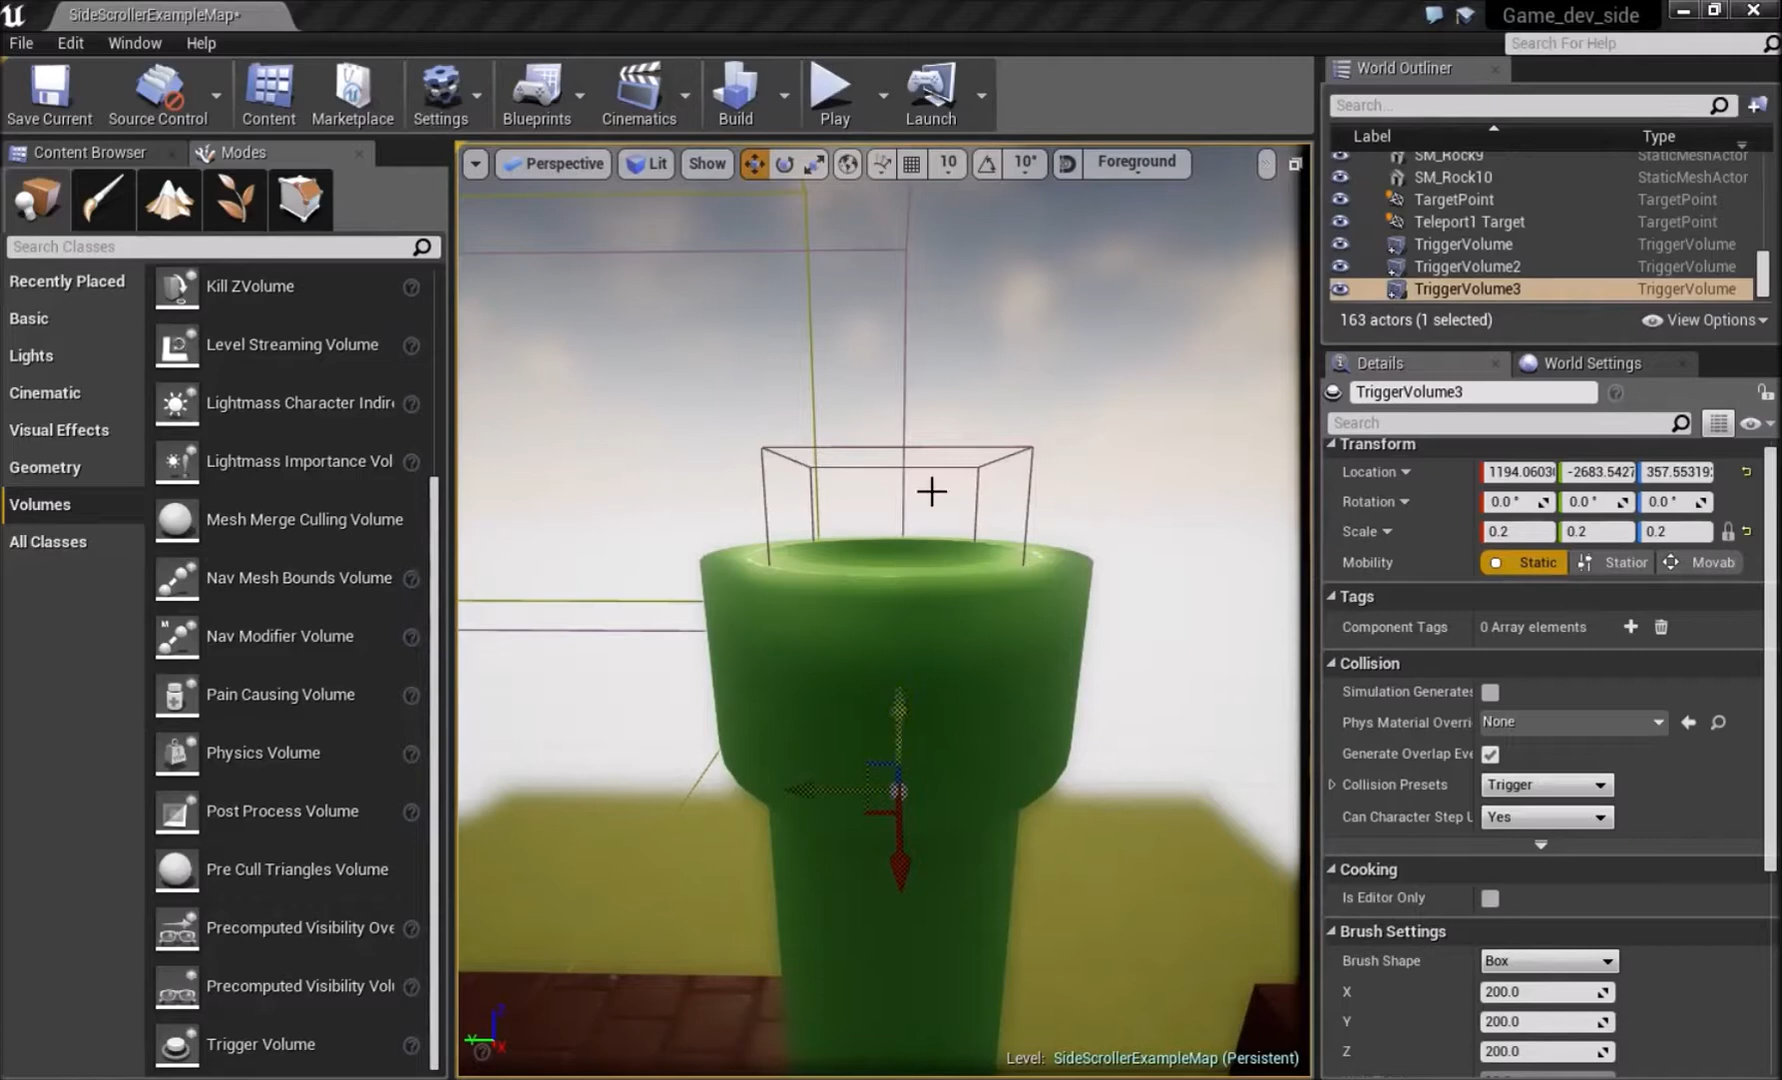 SideScrollerExampleMap*
Game_dev_side
File Edit Window Help
Search For Help
Save Current Source Control Content Marketplace Settings Blueprints Cinematics Build Play Launch
Content Browser Modes
Search Classes
Recently Placed
Basic
Lights
Cinematic
Visual Effects
Geometry
Volumes
All Classes
Kill ZVolume
Level Streaming Volume
Lightmass Character Indir
Lightmass Importance Vol
Mesh Merge Culling Volume
Nav Mesh Bounds Volume
Nav Modifier Volume
Pain Causing Volume
Physics Volume
Post Process Volume
Pre Cull Triangles Volume
Precomputed Visibility Ove
Precomputed Visibility Volu
Trigger Volume
Perspective Lit Show 10 10° Foreground
Level: SideScrollerExampleMap (Persistent)
World Outliner
Search...
Label Type
SM_Rock9 StaticMeshActor
SM_Rock10 StaticMeshActor
TargetPoint TargetPoint
Teleport1 Target TargetPoint
TriggerVolume TriggerVolume
TriggerVolume2 TriggerVolume
TriggerVolume3 TriggerVolume
163 actors (1 selected) View Options
Details World Settings
TriggerVolume3
Search
Transform
Location 1194.0603 -2683.5427 357.55319
Rotation 0.0 ° 0.0 ° 0.0 °
Scale 0.2 0.2 0.2
Mobility Static Station Movab
Tags
Component Tags 0 Array elements
Collision
Simulation Generates
Phys Material Overri None
Generate Overlap Eve
Collision Presets Trigger
Can Character Step U Yes
Cooking
Is Editor Only
Brush Settings
Brush Shape Box
X 200.0
Y 200.0
Z 200.0